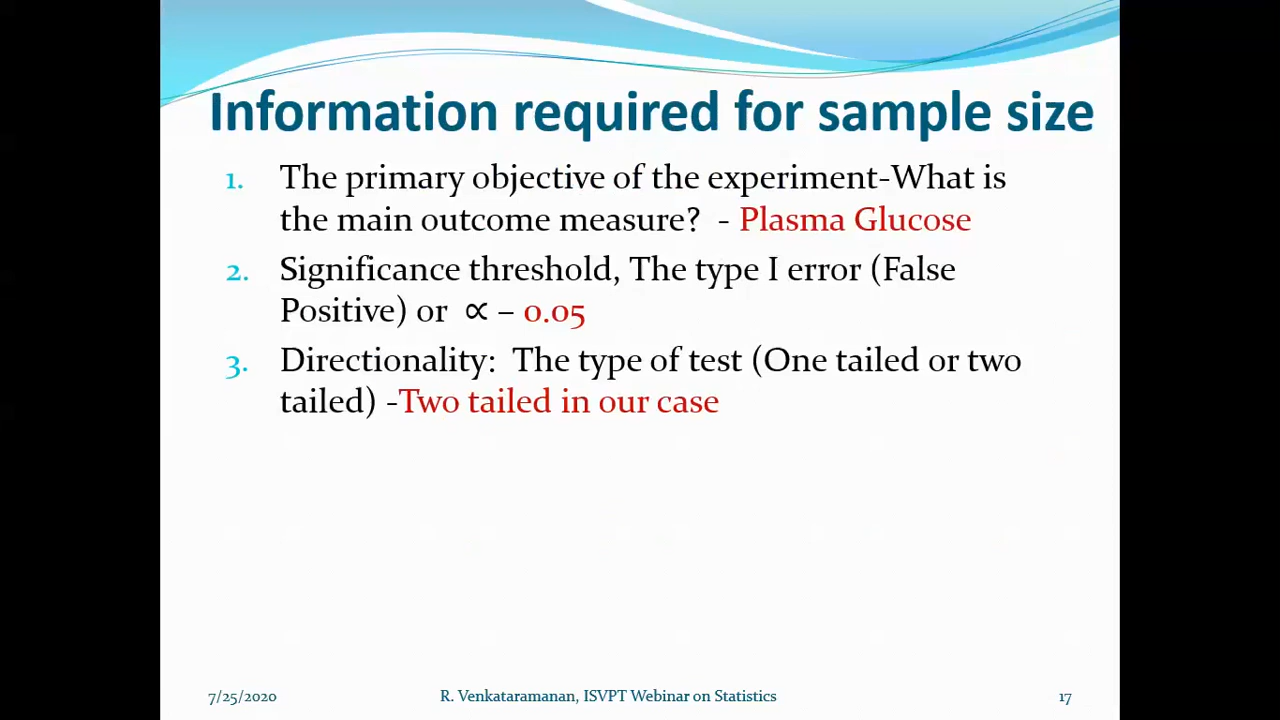 Information required for sample size
1. The primary objective of the experiment-What is
the main outcome measure? - Plasma Glucose
2. Significance threshold, The type I error (False
Positive) or ∝ – 0.05
3. Directionality: The type of test (One tailed or two
tailed) -Two tailed in our case
7/25/2020 R. Venkataramanan, ISVPT Webinar on Statistics 17